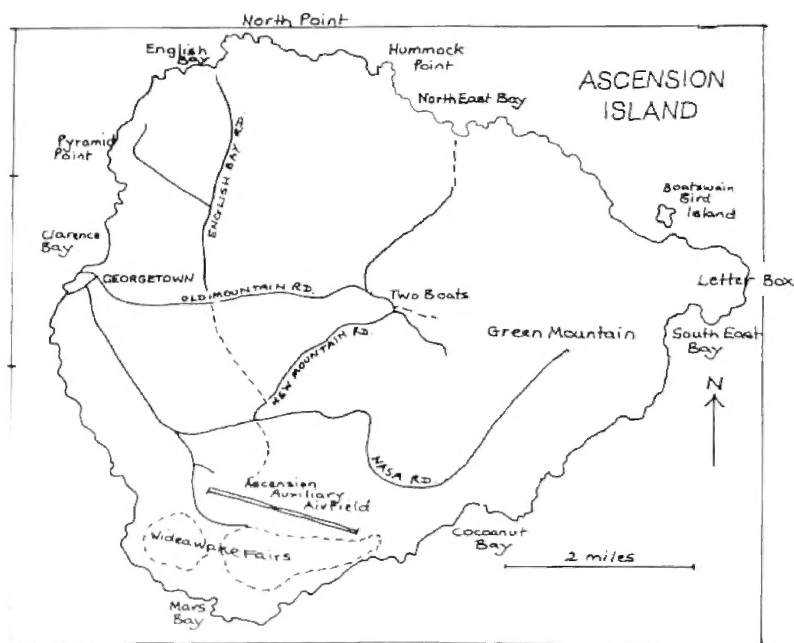 North Point
English
Bay
Hummock
Point
ASCENSION
ISLAND
North East Bay
Pyramid
Point
ENGLISH BAY RD.
Boatswain
Bird
Island
Clarence
Bay
GEORGETOWN
OLD MOUNTAIN RD.
Two Boats
Letter Box
Green Mountain
South East
Bay
NEW MOUNTAIN RD.
N
NASA RD.
Ascension
Auxiliary
Airfield
Wideawake Fairs
Cocoanut
Bay
2 miles
Mars
Bay